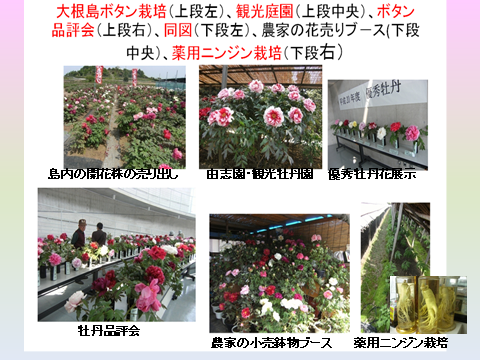 大根島ボタン栽培(上段左)、観光庭園(上段中央)、ボタン
品評会(上段右)、同図(下段左)、農家の花売りブース(下段
中央)、薬用ニンジン栽培(下段右)
優秀牡丹
島内の開花株の売り出し
由志園・観光牡丹園
優秀牡丹花展示
牡丹品評会
農家の小売鉢物ブース
薬用ニンジン栽培